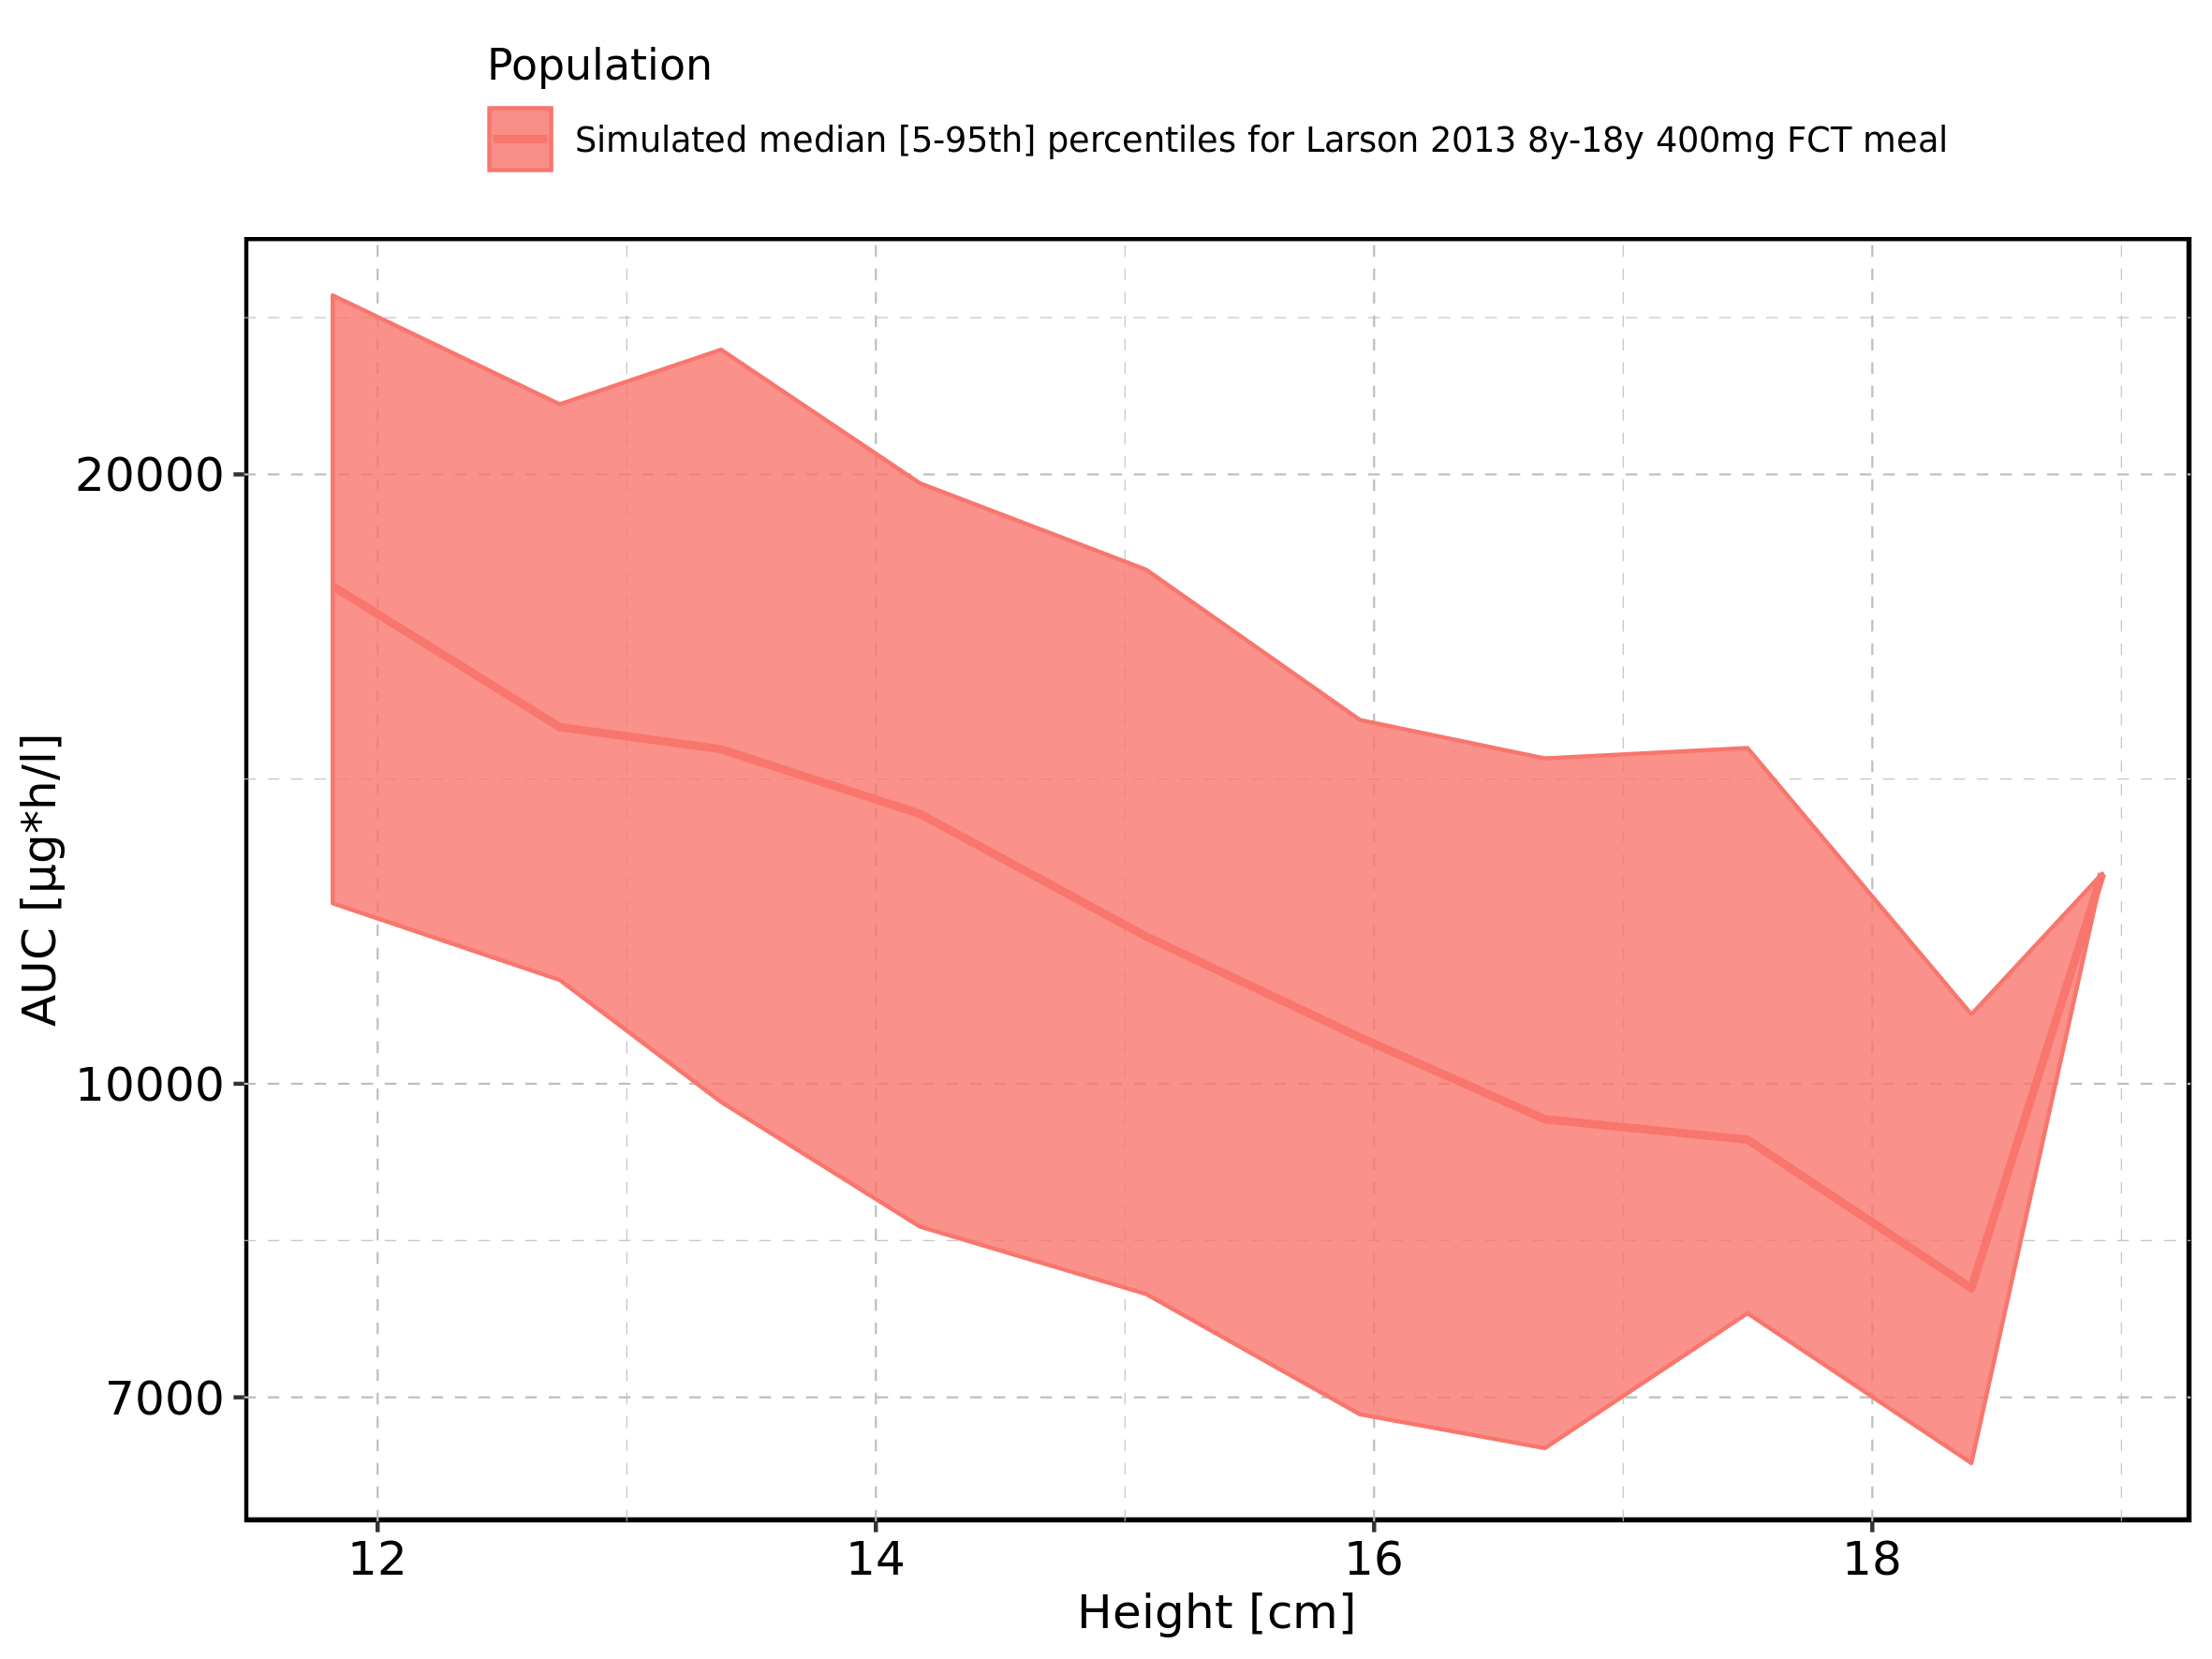 Population
Simulated median [5-95th] percentiles for Larson 2013 8y-18y 400mg FCT meal
AUC [µg*h/l]
20000
10000
7000
12 14 16 18
Height [cm]